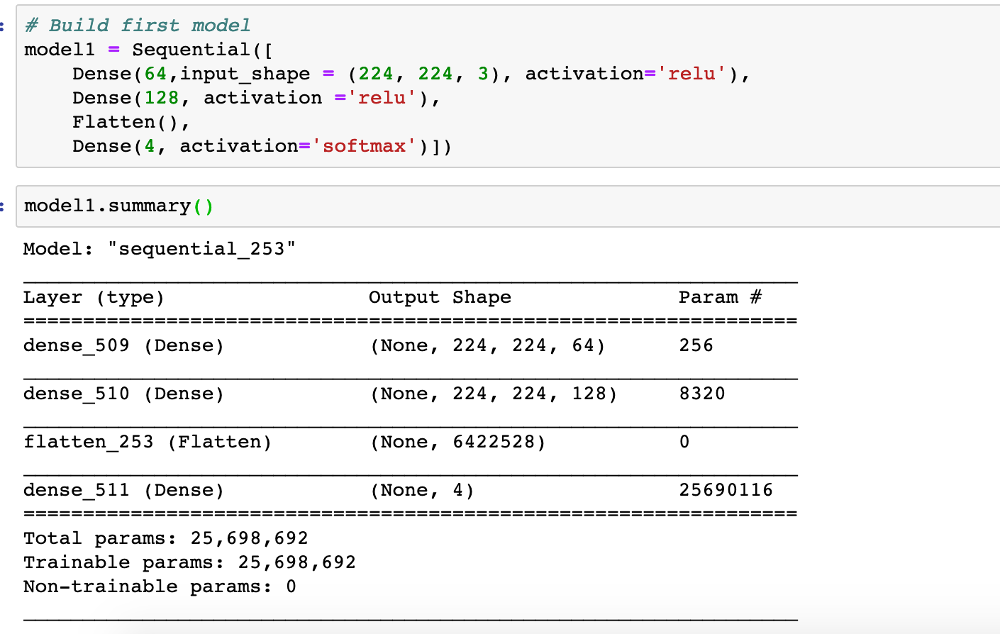 : # Build first model
model1 = Sequential([
    Dense(64,input_shape = (224, 224, 3), activation='relu'),
    Dense(128, activation ='relu'),
    Flatten(),
    Dense(4, activation='softmax')])
: model1.summary()
Model: "sequential_253"
_________________________________________________________________
Layer (type)                 Output Shape              Param #
=================================================================
dense_509 (Dense)            (None, 224, 224, 64)      256
_________________________________________________________________
dense_510 (Dense)            (None, 224, 224, 128)     8320
_________________________________________________________________
flatten_253 (Flatten)        (None, 6422528)           0
_________________________________________________________________
dense_511 (Dense)            (None, 4)                 25690116
=================================================================
Total params: 25,698,692
Trainable params: 25,698,692
Non-trainable params: 0
_________________________________________________________________